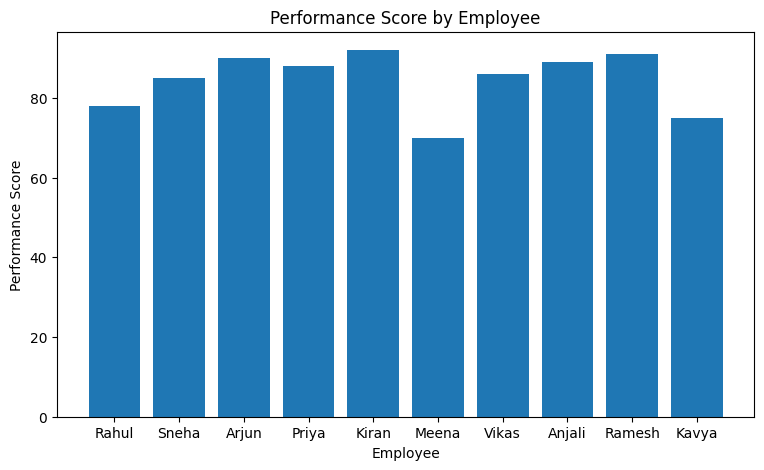 Performance Score by Employee
Performance Score
80
60
40
20
0
Rahul Sneha Arjun Priya Kiran Meena Vikas Anjali Ramesh Kavya
Employee